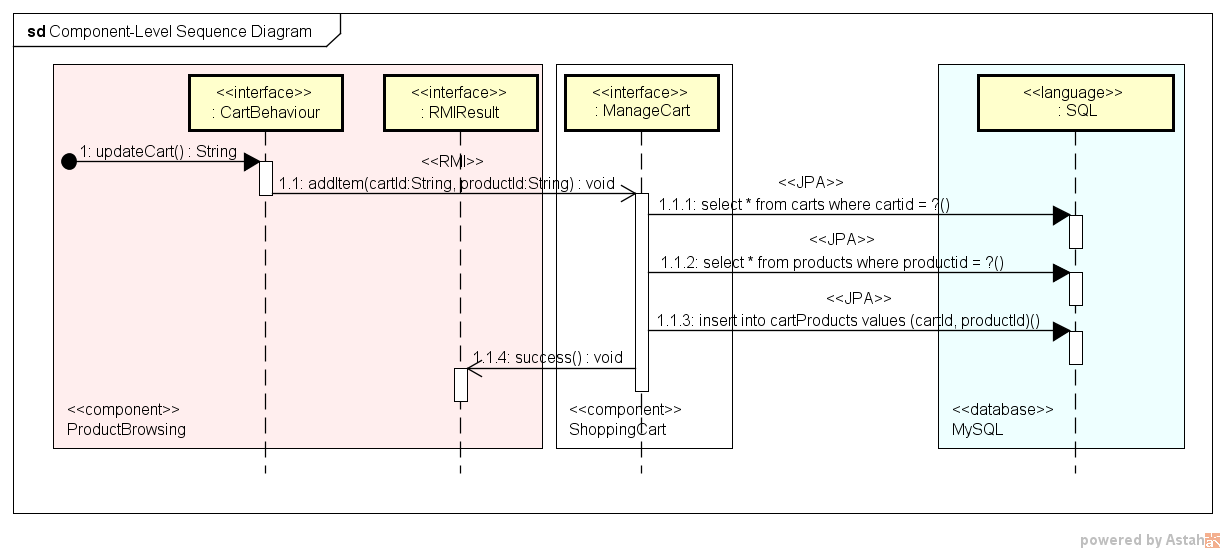 sd Component-Level Sequence Diagram
<<interface>>
: CartBehaviour
<<interface>>
: RMIResult
<<interface>>
: ManageCart
<<language>>
: SQL
1: updateCart() : String
<<RMI>>
1.1: addItem(cartId:String, productId:String) : void
<<JPA>>
1.1.1: select * from carts where cartid = ?()
<<JPA>>
1.1.2: select * from products where productid = ?()
<<JPA>>
1.1.3: insert into cartProducts values (cartId, productId)()
1.1.4: success() : void
<<component>>
ProductBrowsing
<<component>>
ShoppingCart
<<database>>
MySQL
powered by Astah